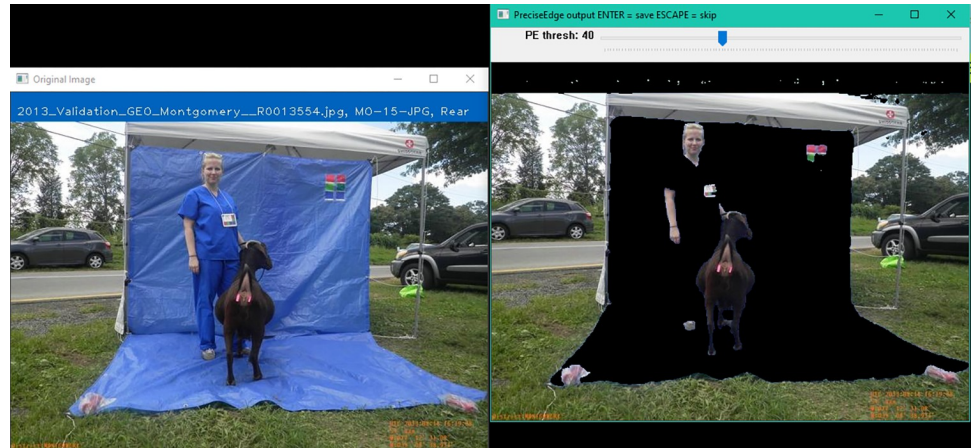 PreciseEdge output ENTER = save ESCAPE = skip
PE thresh: 40
Original Image
2013_Validation_GEO_Montgomery__R0013554.jpg, MO-15-JPG, Rear